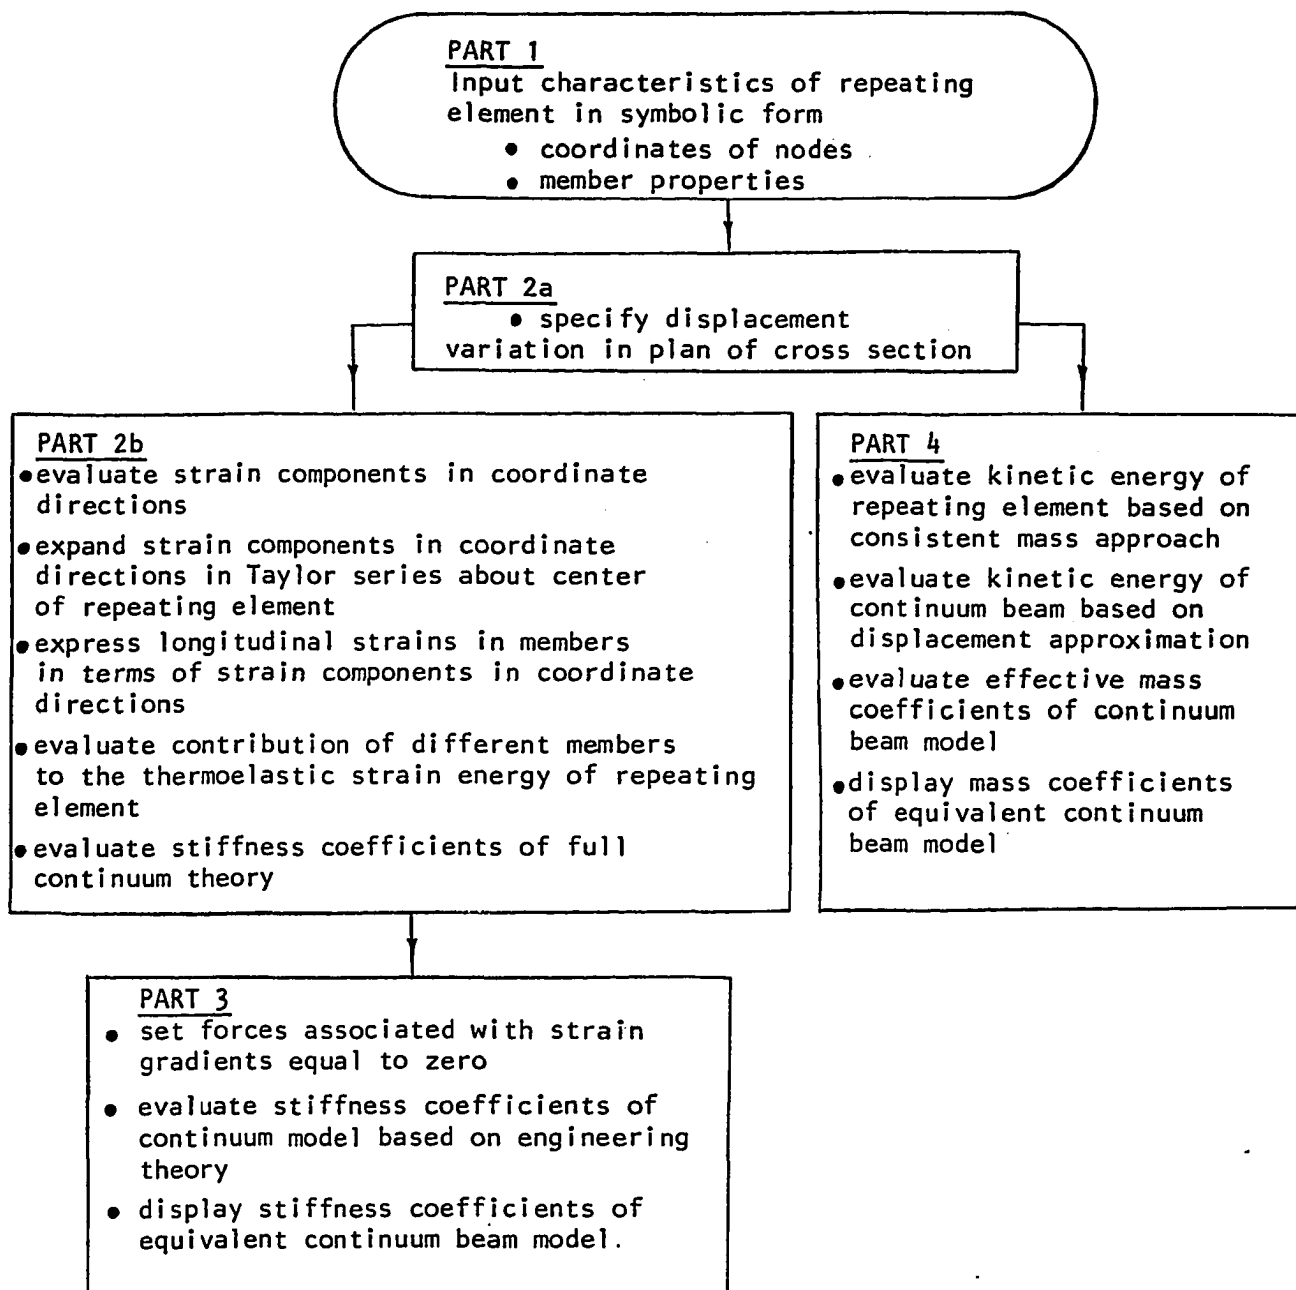 PART 1
Input characteristics of repeating
element in symbolic form
• coordinates of nodes
• member properties
PART 2a
• specify displacement
variation in plan of cross section
PART 2b
• evaluate strain components in coordinate
directions
• expand strain components in coordinate
directions in Taylor series about center
of repeating element
• express longitudinal strains in members
in terms of strain components in coordinate
directions
• evaluate contribution of different members
to the thermoelastic strain energy of repeating
element
• evaluate stiffness coefficients of full
continuum theory
PART 4
• evaluate kinetic energy of
repeating element based on
consistent mass approach
• evaluate kinetic energy of
continuum beam based on
displacement approximation
• evaluate effective mass
coefficients of continuum
beam model
• display mass coefficients
of equivalent continuum
beam model
PART 3
• set forces associated with strain
gradients equal to zero
• evaluate stiffness coefficients of
continuum model based on engineering
theory
• display stiffness coefficients of
equivalent continuum beam model.